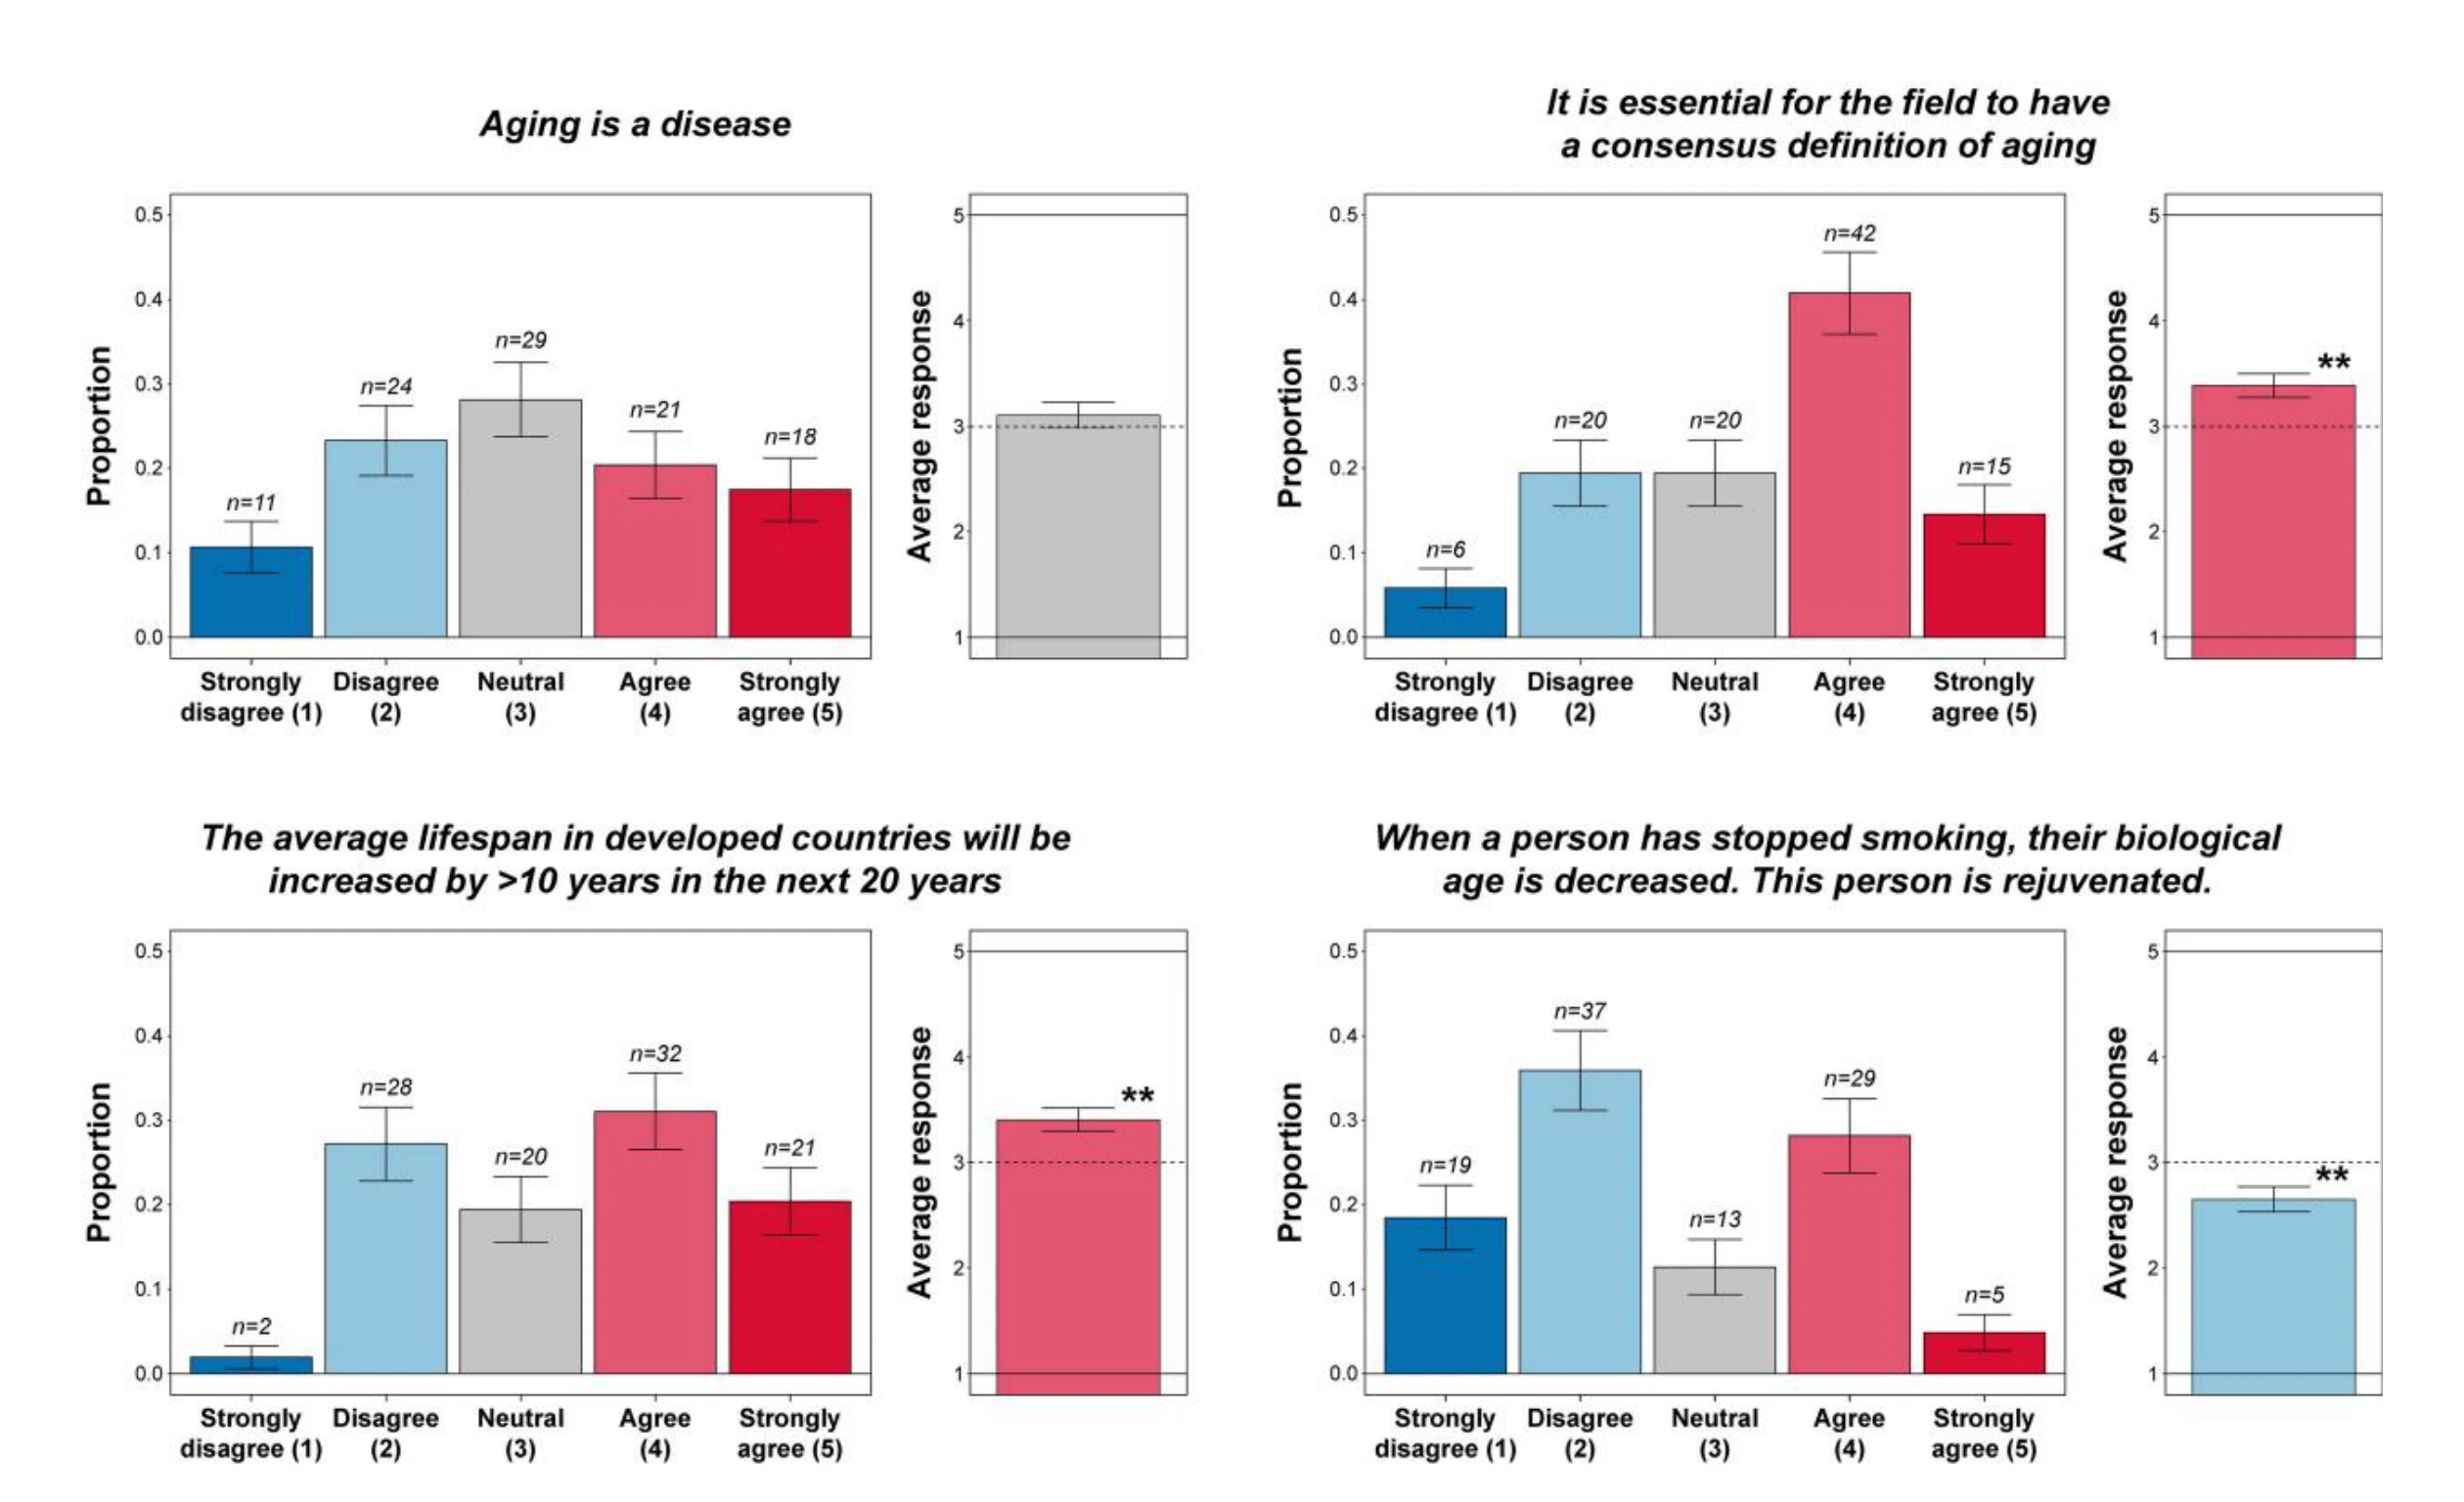 Aging is a disease
Proportion
0.5
0.4
0.3
0.2
0.1
0.0
n=11
n=24
n=29
n=21
n=18
Strongly disagree (1)
Disagree (2)
Neutral (3)
Agree (4)
Strongly agree (5)
Average response
5
4
3
2
1
It is essential for the field to have
a consensus definition of aging
Proportion
0.5
0.4
0.3
0.2
0.1
0.0
n=6
n=20
n=20
n=42
n=15
Strongly disagree (1)
Disagree (2)
Neutral (3)
Agree (4)
Strongly agree (5)
Average response
5
4
3
2
1
**
The average lifespan in developed countries will be
increased by >10 years in the next 20 years
Proportion
0.5
0.4
0.3
0.2
0.1
0.0
n=2
n=28
n=20
n=32
n=21
Strongly disagree (1)
Disagree (2)
Neutral (3)
Agree (4)
Strongly agree (5)
Average response
5
4
3
2
1
**
When a person has stopped smoking, their biological
age is decreased. This person is rejuvenated.
Proportion
0.5
0.4
0.3
0.2
0.1
0.0
n=19
n=37
n=13
n=29
n=5
Strongly disagree (1)
Disagree (2)
Neutral (3)
Agree (4)
Strongly agree (5)
Average response
5
4
3
2
1
**